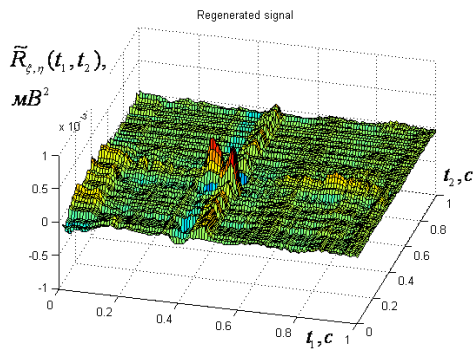 Regenerated signal
R̃ξ,η(t₁,t₂),
мВ²
x 10⁻³
1
0.5
0
-0.5
-1
0
0.2
0.4
0.6
0.8
1
t₁,c
0
0.2
0.4
0.6
0.8
1
t₂,c